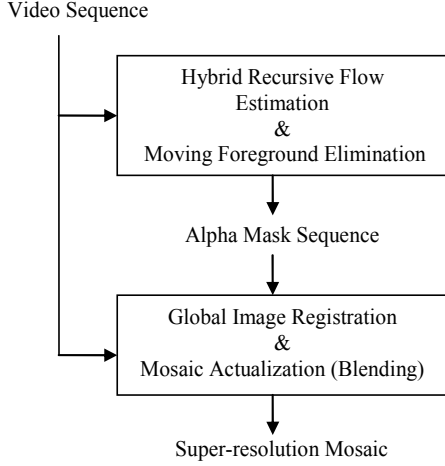 Video Sequence
Hybrid Recursive Flow
Estimation
&
Moving Foreground Elimination
Alpha Mask Sequence
Global Image Registration
&
Mosaic Actualization (Blending)
Super-resolution Mosaic